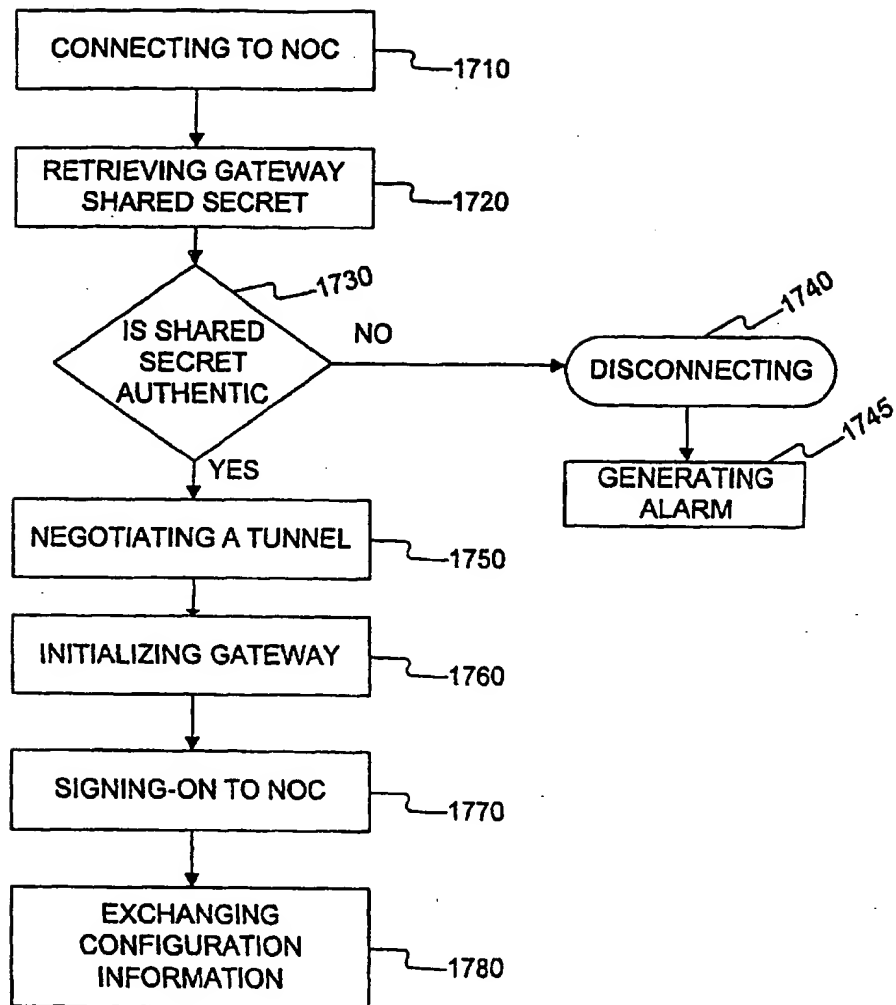 CONNECTING TO NOC
1710
RETRIEVING GATEWAY
SHARED SECRET
1720
1730
IS SHARED
SECRET
AUTHENTIC
NO
1740
DISCONNECTING
1745
GENERATING
ALARM
YES
NEGOTIATING A TUNNEL
1750
INITIALIZING GATEWAY
1760
SIGNING-ON TO NOC
1770
EXCHANGING
CONFIGURATION
INFORMATION
1780